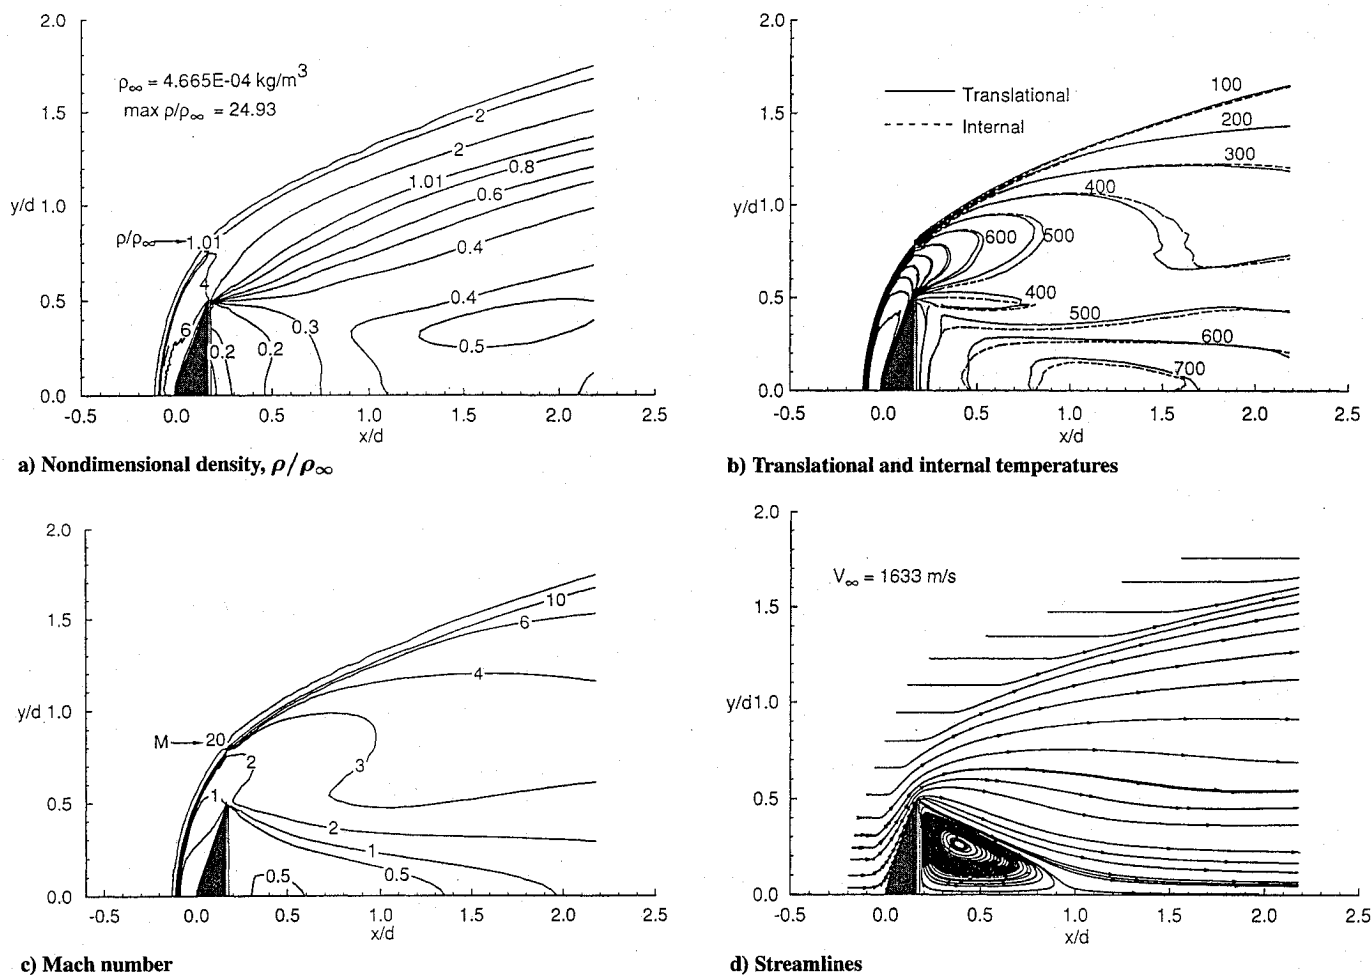 2.0
1.5
y/d 1.0
0.5
0.0
-0.5 0.0 0.5 1.0 1.5 2.0 2.5
x/d
ρ∞ = 4.665E-04 kg/m³
max ρ/ρ∞ = 24.93
ρ/ρ∞ 1.01
2
2
1.01
0.8
0.6
0.4
0.4
0.5
4
6
0.2
0.2
0.3
a) Nondimensional density, ρ/ρ∞
2.0
1.5
y/d 1.0
0.5
0.0
-0.5 0.0 0.5 1.0 1.5 2.0 2.5
x/d
Translational
Internal
100
200
300
400
600 500
400
500
600
700
b) Translational and internal temperatures
2.0
1.5
y/d 1.0
0.5
0.0
-0.5 0.0 0.5 1.0 1.5 2.0 2.5
x/d
10
6
4
M 20
2
3
1
2
1
0.5
0.5
c) Mach number
2.0
1.5
y/d 1.0
0.5
0.0
-0.5 0.0 0.5 1.0 1.5 2.0 2.5
x/d
V∞ = 1633 m/s
d) Streamlines